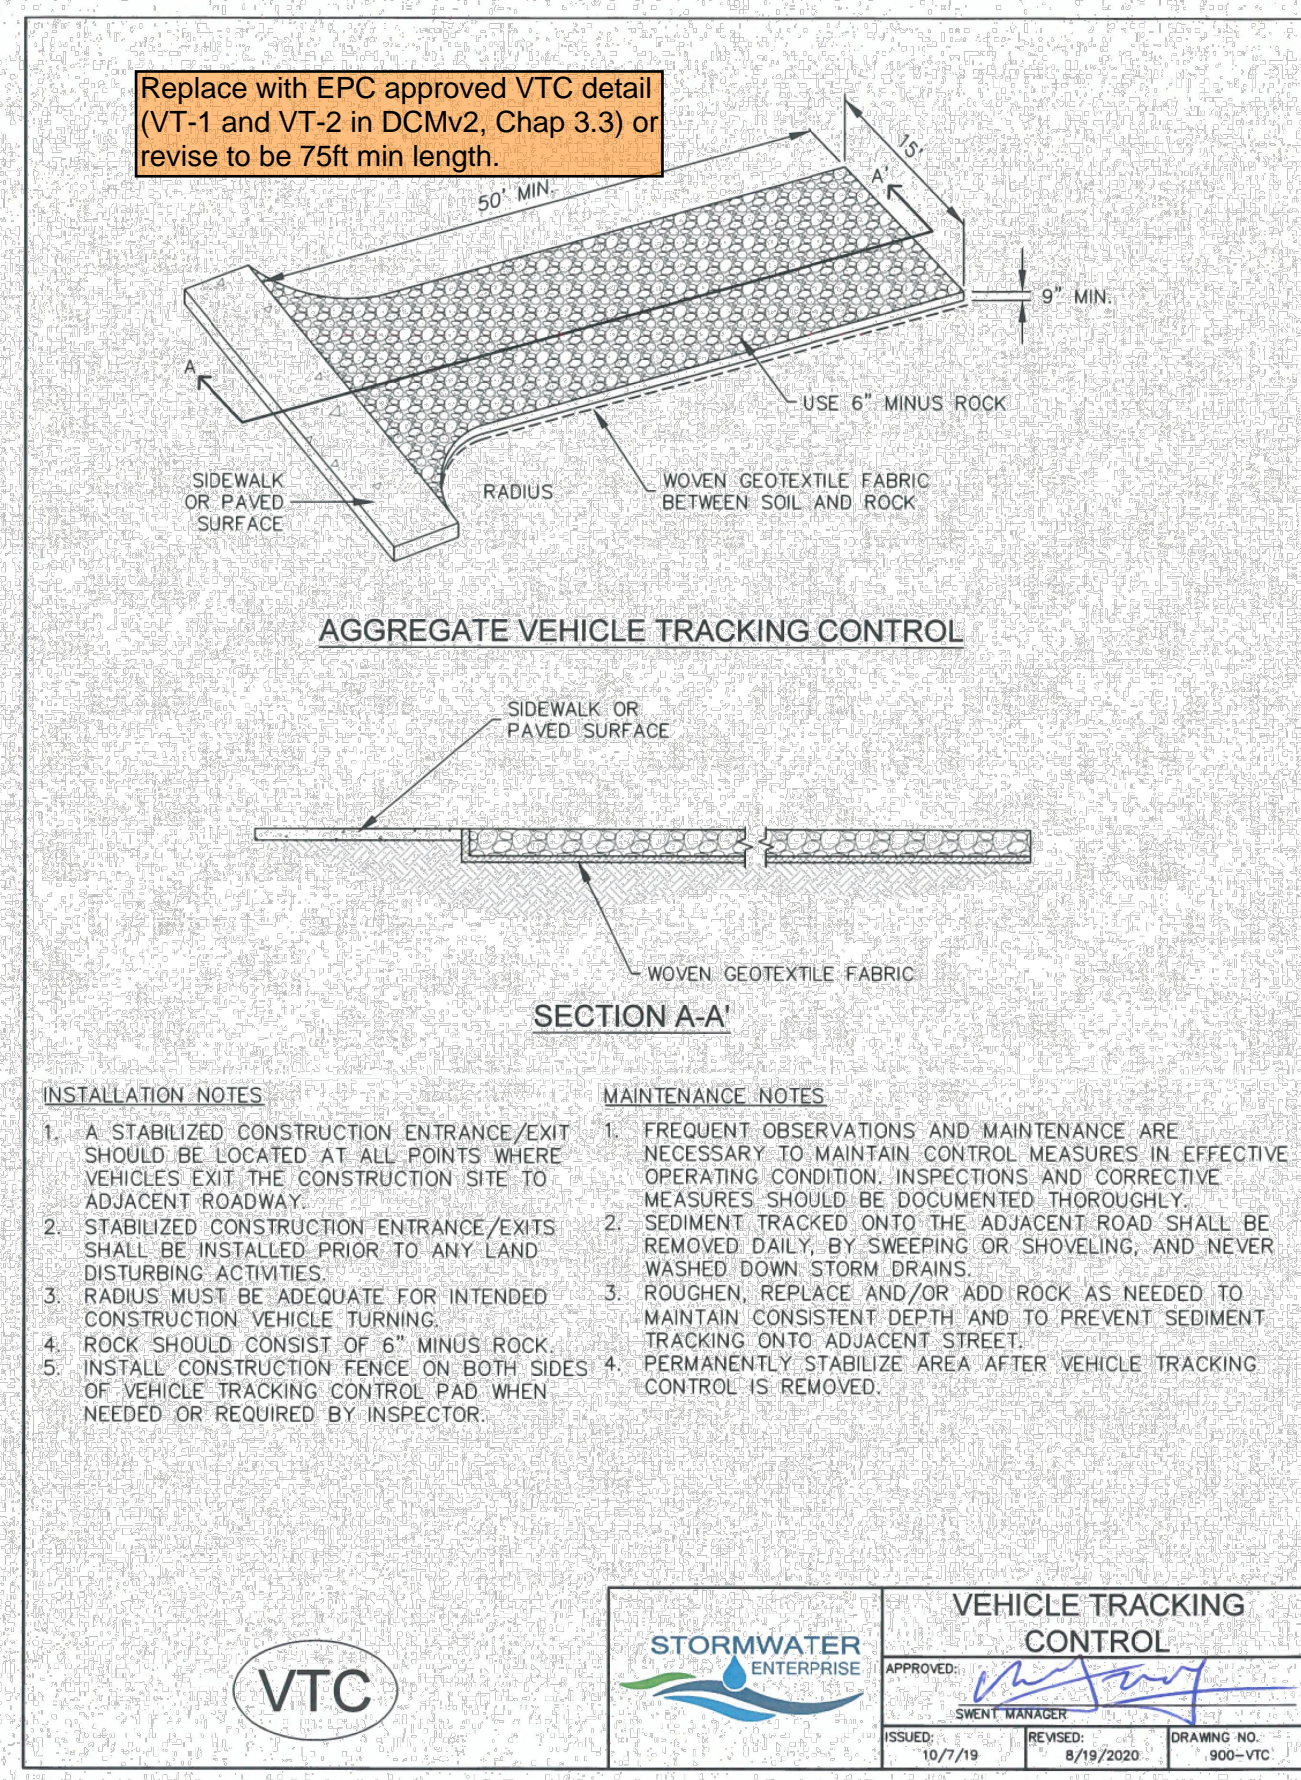 Replace with EPC approved VTC detail
(VT-1 and VT-2 in DCMv2, Chap 3.3) or
revise to be 75ft min length.
50' MIN.
15'
A'
9" MIN.
A
USE 6" MINUS ROCK
SIDEWALK
OR PAVED
SURFACE
RADIUS
WOVEN GEOTEXTILE FABRIC
BETWEEN SOIL AND ROCK
AGGREGATE VEHICLE TRACKING CONTROL
SIDEWALK OR
PAVED SURFACE
WOVEN GEOTEXTILE FABRIC
SECTION A-A'
INSTALLATION NOTES
1. A STABILIZED CONSTRUCTION ENTRANCE/EXIT
SHOULD BE LOCATED AT ALL POINTS WHERE
VEHICLES EXIT THE CONSTRUCTION SITE TO
ADJACENT ROADWAY.
2. STABILIZED CONSTRUCTION ENTRANCE/EXITS
SHALL BE INSTALLED PRIOR TO ANY LAND
DISTURBING ACTIVITIES.
3. RADIUS MUST BE ADEQUATE FOR INTENDED
CONSTRUCTION VEHICLE TURNING.
4. ROCK SHOULD CONSIST OF 6" MINUS ROCK.
5. INSTALL CONSTRUCTION FENCE ON BOTH SIDES
OF VEHICLE TRACKING CONTROL PAD WHEN
NEEDED OR REQUIRED BY INSPECTOR.
MAINTENANCE NOTES
1. FREQUENT OBSERVATIONS AND MAINTENANCE ARE
NECESSARY TO MAINTAIN CONTROL MEASURES IN EFFECTIVE
OPERATING CONDITION. INSPECTIONS AND CORRECTIVE
MEASURES SHOULD BE DOCUMENTED THOROUGHLY.
2. SEDIMENT TRACKED ONTO THE ADJACENT ROAD SHALL BE
REMOVED DAILY, BY SWEEPING OR SHOVELING, AND NEVER
WASHED DOWN STORM DRAINS.
3. ROUGHEN, REPLACE AND/OR ADD ROCK AS NEEDED TO
MAINTAIN CONSISTENT DEPTH AND TO PREVENT SEDIMENT
TRACKING ONTO ADJACENT STREET.
4. PERMANENTLY STABILIZE AREA AFTER VEHICLE TRACKING
CONTROL IS REMOVED.
VTC
STORMWATER
ENTERPRISE
VEHICLE TRACKING
CONTROL
APPROVED:
SWENT MANAGER
ISSUED:
10/7/19
REVISED:
8/19/2020
DRAWING NO.
900-VTC